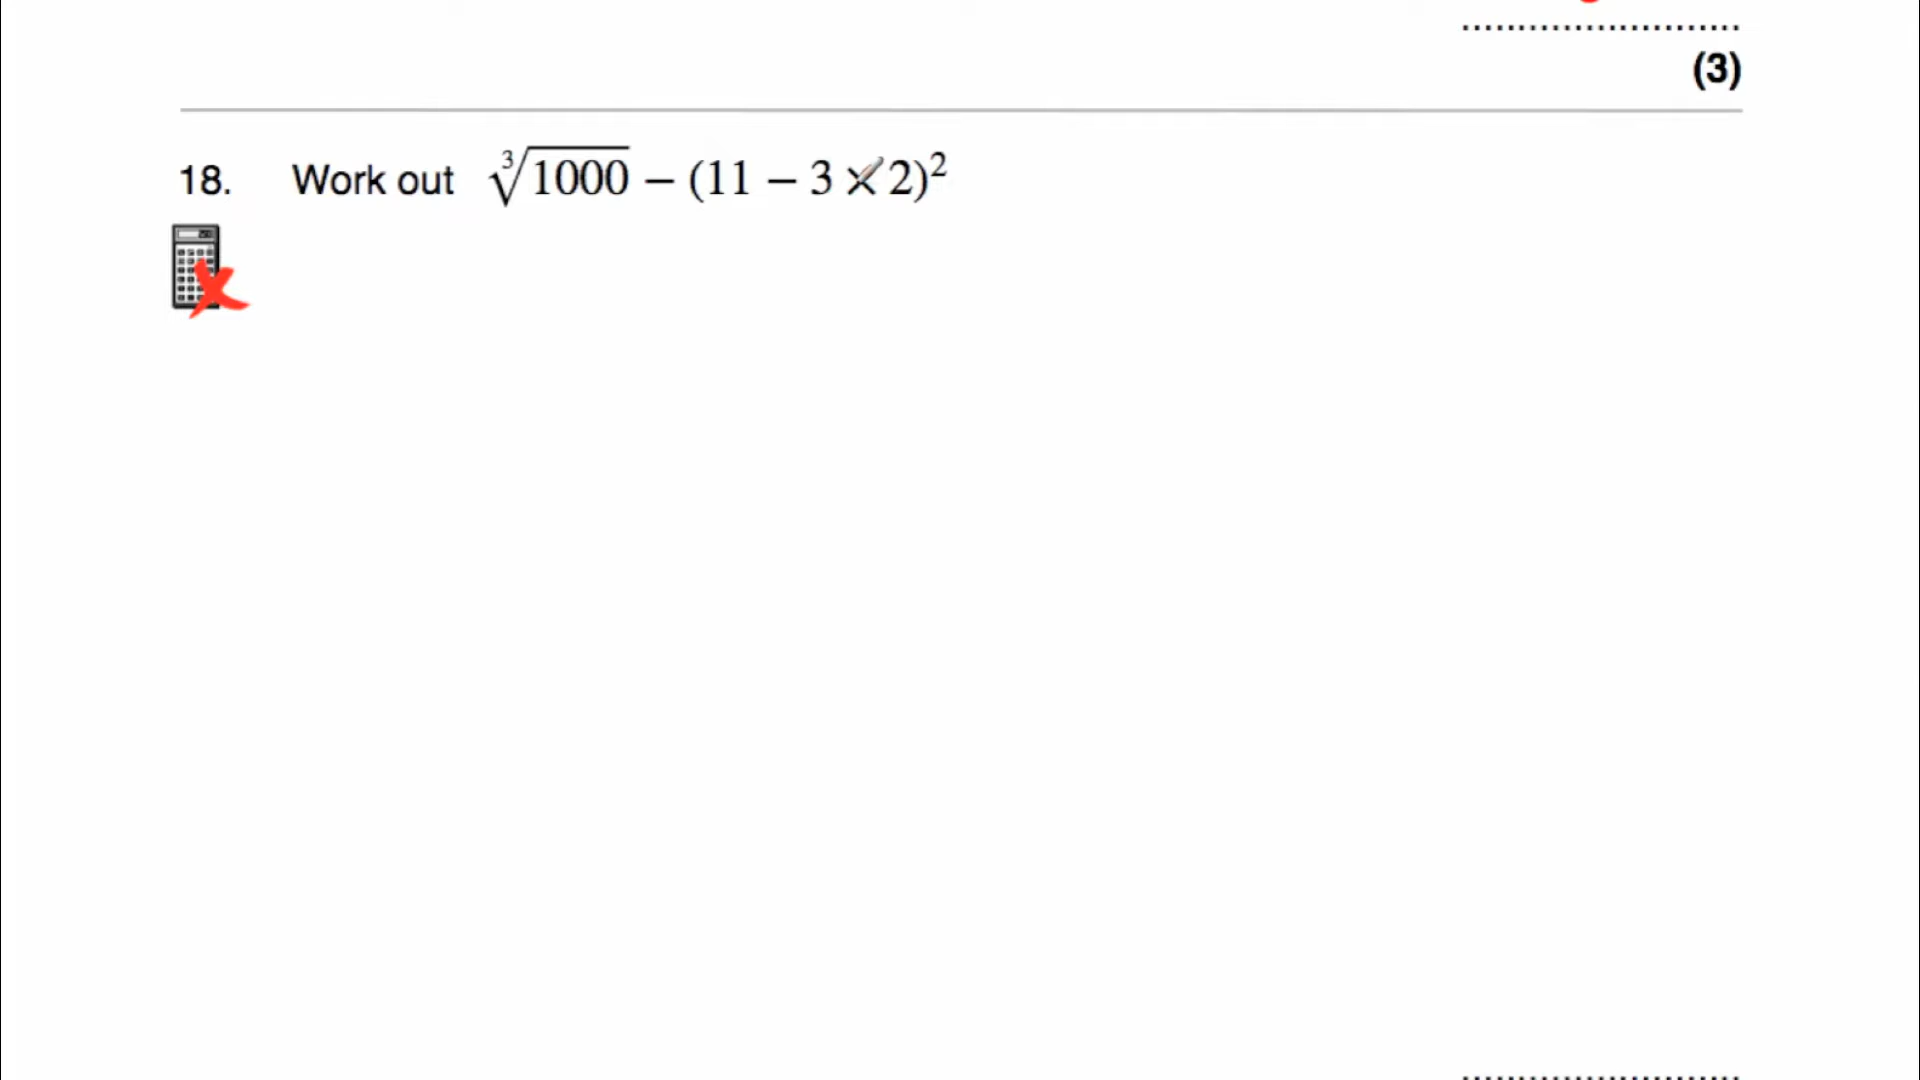 ........................
(3)
18. Work out ∛1000 – (11 – 3 × 2)²
........................